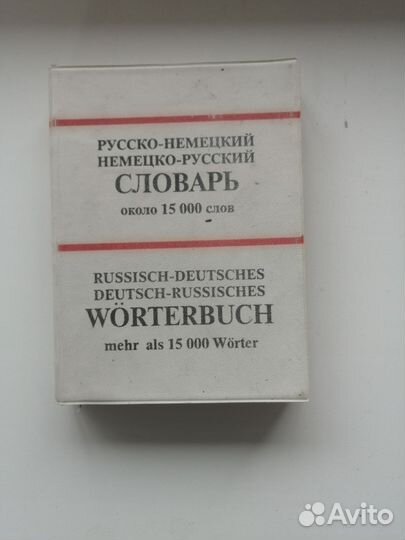 РУССКО-НЕМЕЦКИЙ
НЕМЕЦКО-РУССКИЙ
СЛОВАРЬ
около 15 000 слов
RUSSISCH-DEUTSCHES
DEUTSCH-RUSSISCHES
WÖRTERBUCH
mehr als 15 000 Wörter
Avito